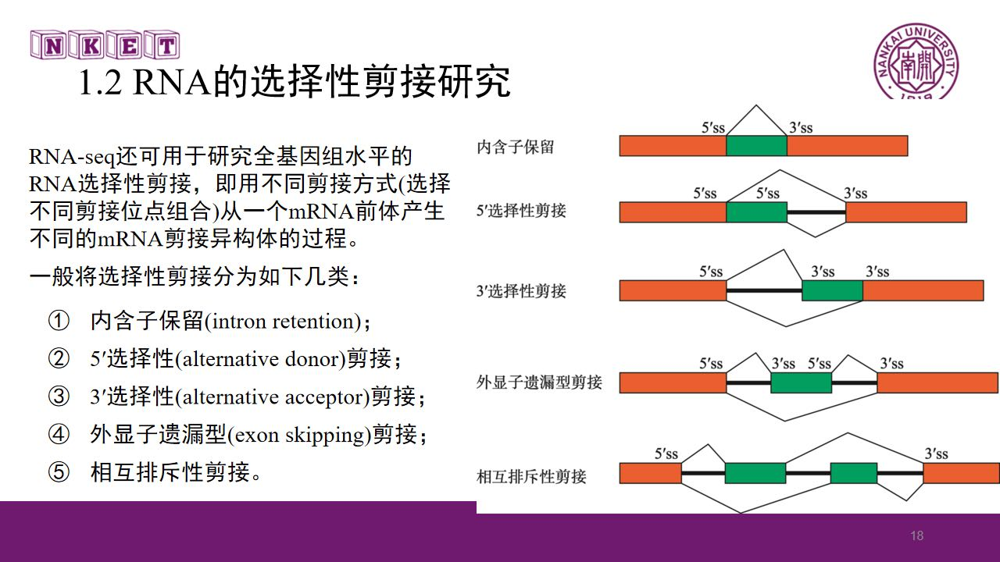 NKET
NANKAI UNIVERSITY
南開
1.2 RNA的选择性剪接研究
RNA-seq还可用于研究全基因组水平的
RNA选择性剪接，即用不同剪接方式(选择
不同剪接位点组合)从一个mRNA前体产生
不同的mRNA剪接异构体的过程。
一般将选择性剪接分为如下几类：
① 内含子保留(intron retention)；
② 5′选择性(alternative donor)剪接；
③ 3′选择性(alternative acceptor)剪接；
④ 外显子遗漏型(exon skipping)剪接；
⑤ 相互排斥性剪接。
5′ss 3′ss
内含子保留
5′ss 5′ss 3′ss
5′选择性剪接
5′ss 3′ss 3′ss
3′选择性剪接
5′ss 3′ss 5′ss 3′ss
外显子遗漏型剪接
5′ss 3′ss
相互排斥性剪接
18